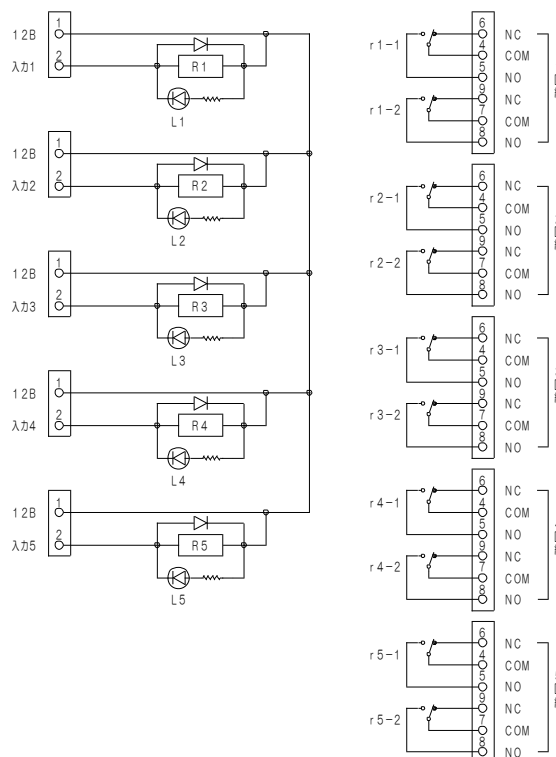 1
12B
2
入力1
R1
L1
1
12B
2
入力2
R2
L2
1
12B
2
入力3
R3
L3
1
12B
2
入力4
R4
L4
1
12B
2
入力5
R5
L5
r1-1
6 NC
4 COM
5 NO
r1-2
9 NC
7 COM
8 NO
r2-1
6 NC
4 COM
5 NO
r2-2
9 NC
7 COM
8 NO
r3-1
6 NC
4 COM
5 NO
r3-2
9 NC
7 COM
8 NO
r4-1
6 NC
4 COM
5 NO
r4-2
9 NC
7 COM
8 NO
r5-1
6 NC
4 COM
5 NO
r5-2
9 NC
7 COM
8 NO